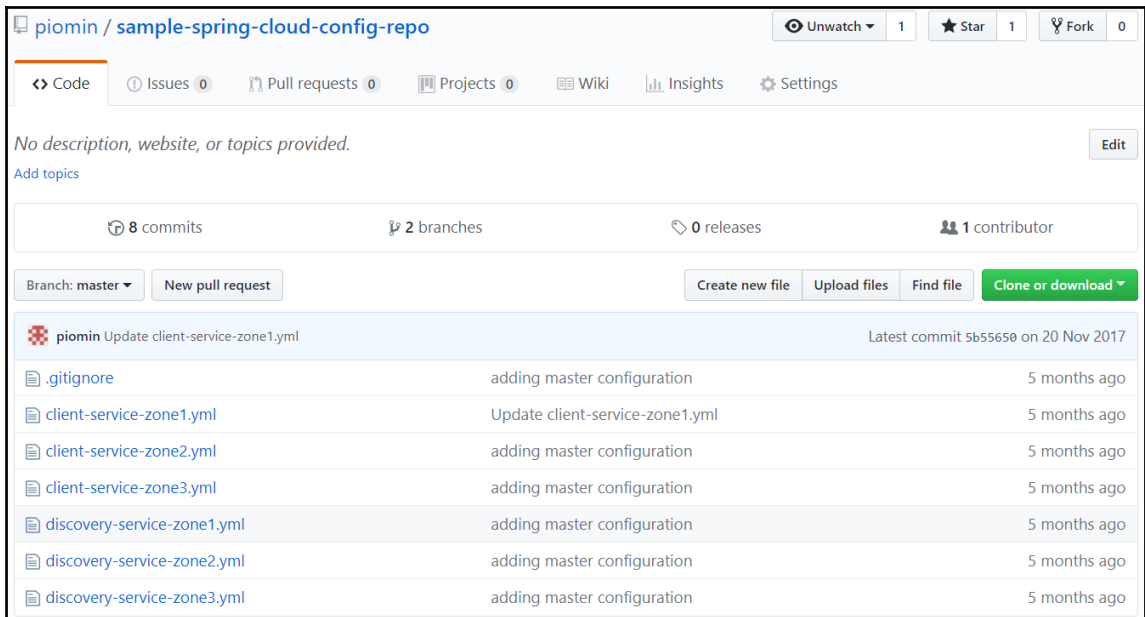 piomin / sample-spring-cloud-config-repo Unwatch 1 Star 1 Fork 0
Code Issues 0 Pull requests 0 Projects 0 Wiki Insights Settings
No description, website, or topics provided. Edit
Add topics
8 commits 2 branches 0 releases 1 contributor
Branch: master New pull request Create new file Upload files Find file Clone or download
piomin Update client-service-zone1.yml Latest commit 5b55650 on 20 Nov 2017
.gitignore adding master configuration 5 months ago
client-service-zone1.yml Update client-service-zone1.yml 5 months ago
client-service-zone2.yml adding master configuration 5 months ago
client-service-zone3.yml adding master configuration 5 months ago
discovery-service-zone1.yml adding master configuration 5 months ago
discovery-service-zone2.yml adding master configuration 5 months ago
discovery-service-zone3.yml adding master configuration 5 months ago